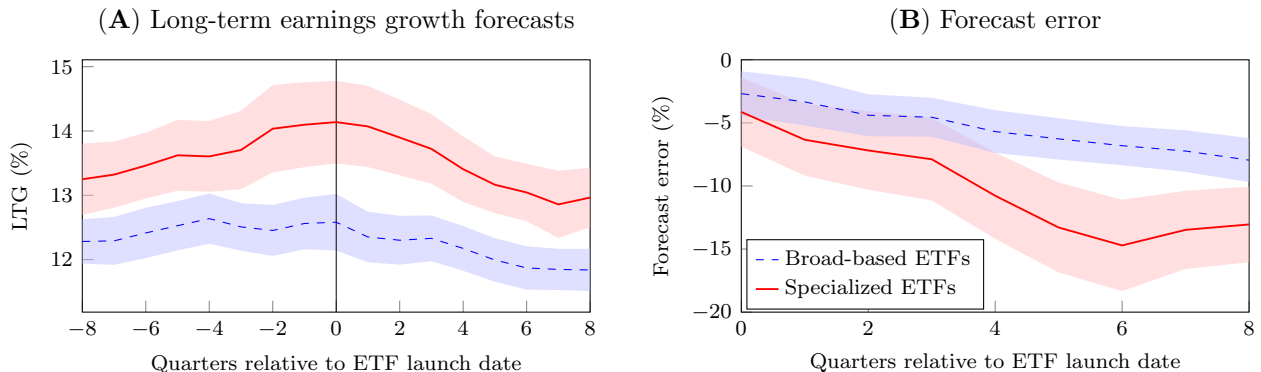 (A) Long-term earnings growth forecasts
15
14
13
12
LTG (%)
−8 −6 −4 −2 0 2 4 6 8
Quarters relative to ETF launch date
(B) Forecast error
0
−5
−10
−15
−20
Forecast error (%)
Broad-based ETFs
Specialized ETFs
0 2 4 6 8
Quarters relative to ETF launch date